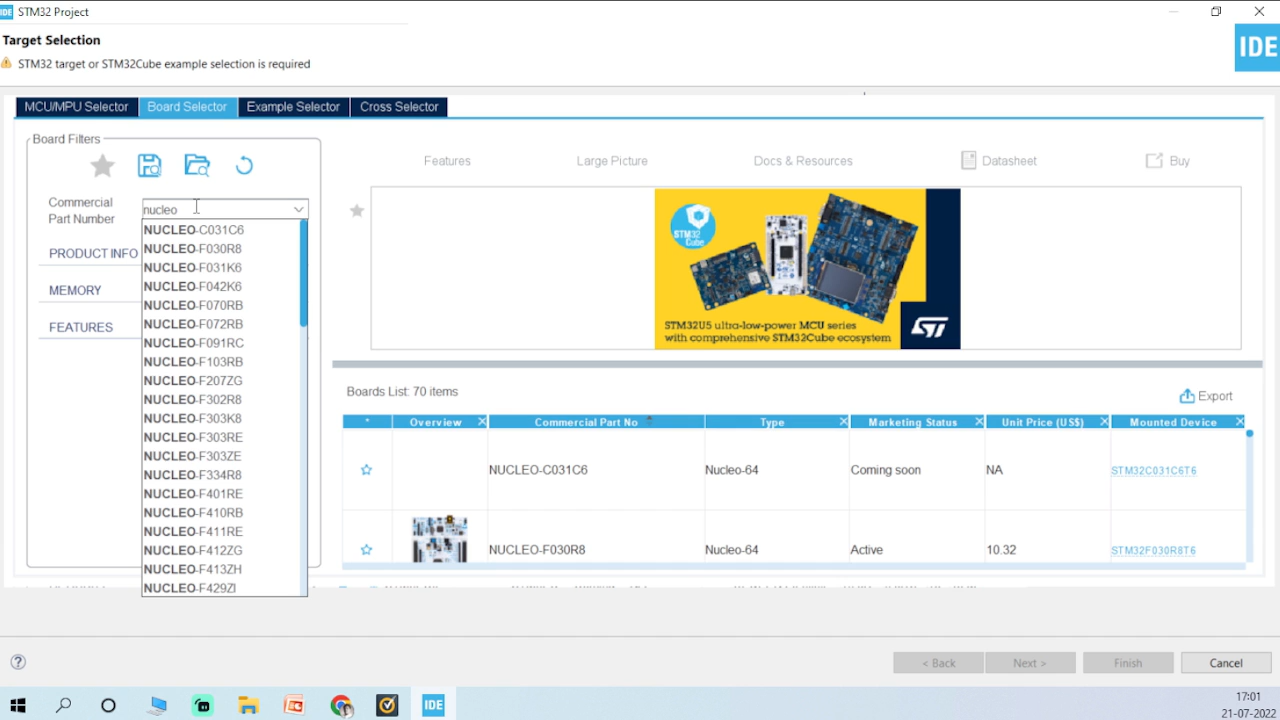 IDE STM32 Project
Target Selection
STM32 target or STM32Cube example selection is required
IDE
MCU/MPU Selector Board Selector Example Selector Cross Selector
Board Filters
Commercial
Part Number
nucleo
PRODUCT INFO
MEMORY
FEATURES
NUCLEO-C031C6
NUCLEO-F030R8
NUCLEO-F031K6
NUCLEO-F042K6
NUCLEO-F070RB
NUCLEO-F072RB
NUCLEO-F091RC
NUCLEO-F103RB
NUCLEO-F207ZG
NUCLEO-F302R8
NUCLEO-F303K8
NUCLEO-F303RE
NUCLEO-F303ZE
NUCLEO-F334R8
NUCLEO-F401RE
NUCLEO-F410RB
NUCLEO-F411RE
NUCLEO-F412ZG
NUCLEO-F413ZH
NUCLEO-F429ZI
Features Large Picture Docs & Resources Datasheet Buy
STM32
Cube
STM32U5 ultra-low-power MCU series
with comprehensive STM32Cube ecosystem
ST
Boards List: 70 items
Export
* Overview Commercial Part No Type Marketing Status Unit Price (US$) Mounted Device
NUCLEO-C031C6 Nucleo-64 Coming soon NA STM32C031C6T6
NUCLEO-F030R8 Nucleo-64 Active 10.32 STM32F030R8T6
? < Back Next > Finish Cancel
IDE
17:01
21-07-2022